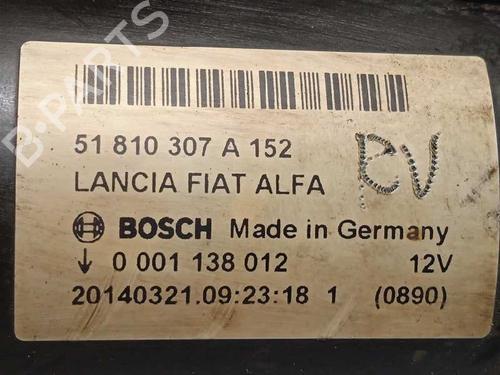 51 810 307 A 152
LANCIA FIAT ALFA
RV
BOSCH Made in Germany
↓ 0 001 138 012 12V
20140321.09:23:18 1 (0890)
B-PARTS